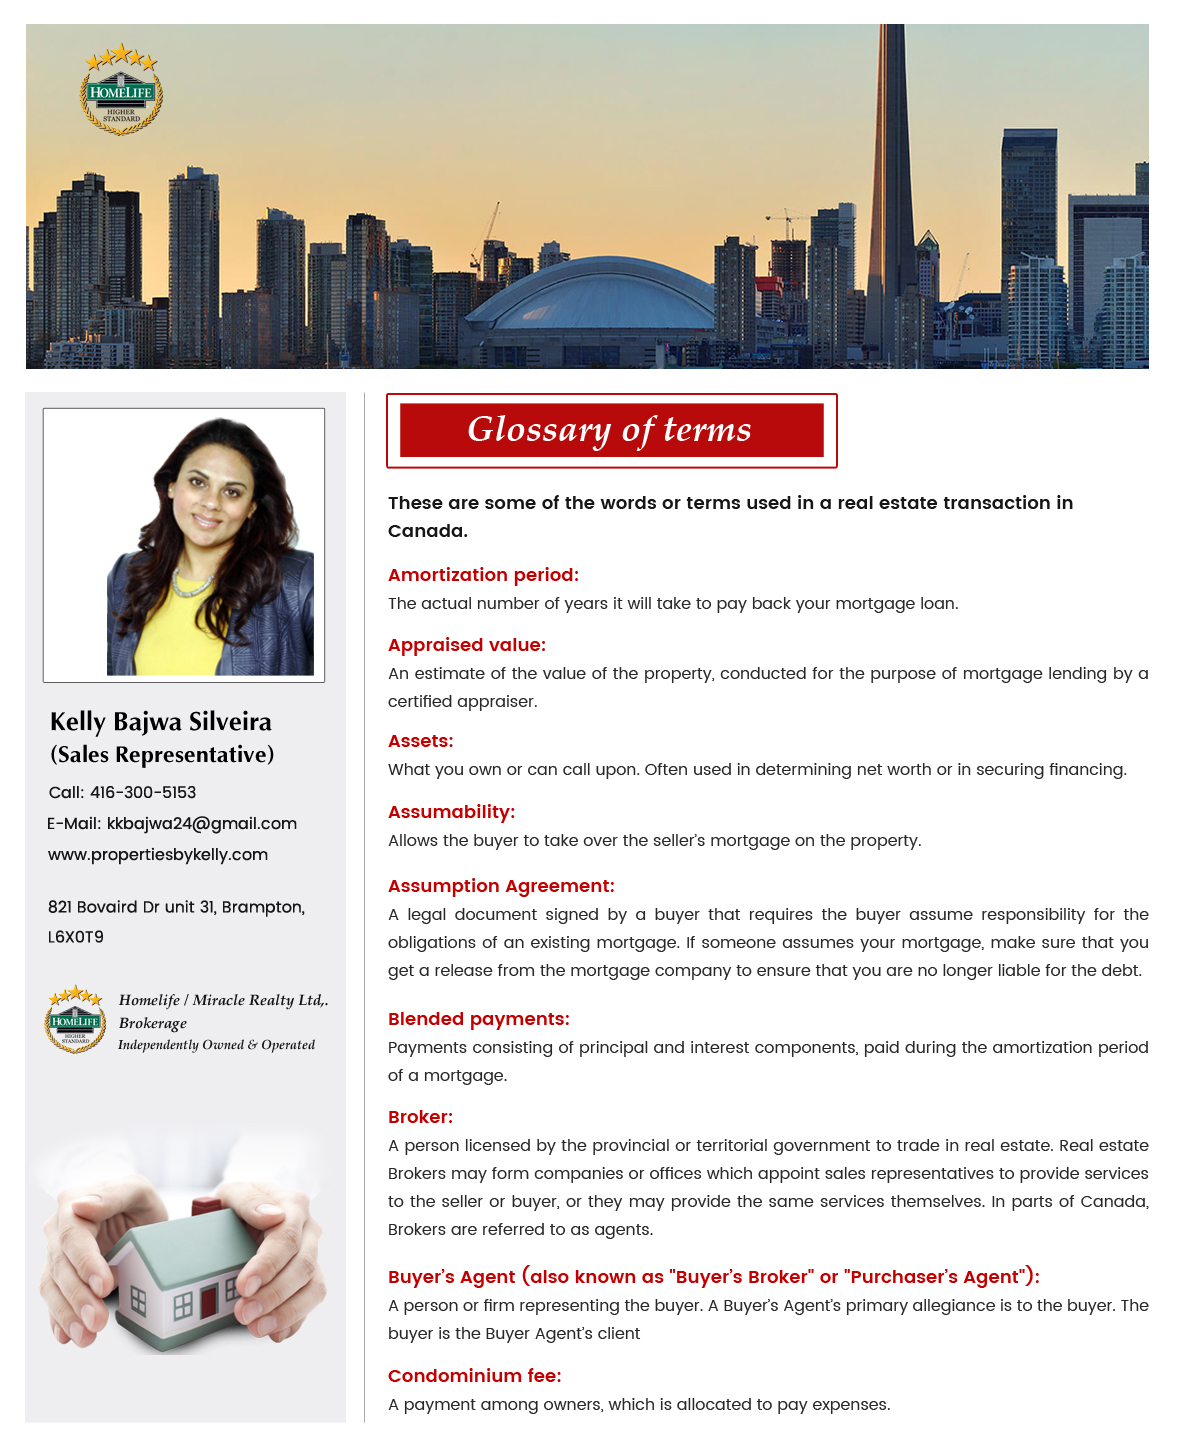 HOMELIFE
HIGHER
STANDARD
Kelly Bajwa Silveira
(Sales Representative)
Call: 416-300-5153
E-Mail: kkbajwa24@gmail.com
www.propertiesbykelly.com
821 Bovaird Dr unit 31, Brampton,
L6X0T9
HOMELIFE
HIGHER
STANDARD
Homelife / Miracle Realty Ltd,.
Brokerage
Independently Owned & Operated
Glossary of terms
These are some of the words or terms used in a real estate transaction in
Canada.
Amortization period:
The actual number of years it will take to pay back your mortgage loan.
Appraised value:
An estimate of the value of the property, conducted for the purpose of mortgage lending by a
certified appraiser.
Assets:
What you own or can call upon. Often used in determining net worth or in securing financing.
Assumability:
Allows the buyer to take over the seller's mortgage on the property.
Assumption Agreement:
A legal document signed by a buyer that requires the buyer assume responsibility for the
obligations of an existing mortgage. If someone assumes your mortgage, make sure that you
get a release from the mortgage company to ensure that you are no longer liable for the debt.
Blended payments:
Payments consisting of principal and interest components, paid during the amortization period
of a mortgage.
Broker:
A person licensed by the provincial or territorial government to trade in real estate. Real estate
Brokers may form companies or offices which appoint sales representatives to provide services
to the seller or buyer, or they may provide the same services themselves. In parts of Canada,
Brokers are referred to as agents.
Buyer's Agent (also known as "Buyer's Broker" or "Purchaser's Agent"):
A person or firm representing the buyer. A Buyer's Agent's primary allegiance is to the buyer. The
buyer is the Buyer Agent's client
Condominium fee:
A payment among owners, which is allocated to pay expenses.